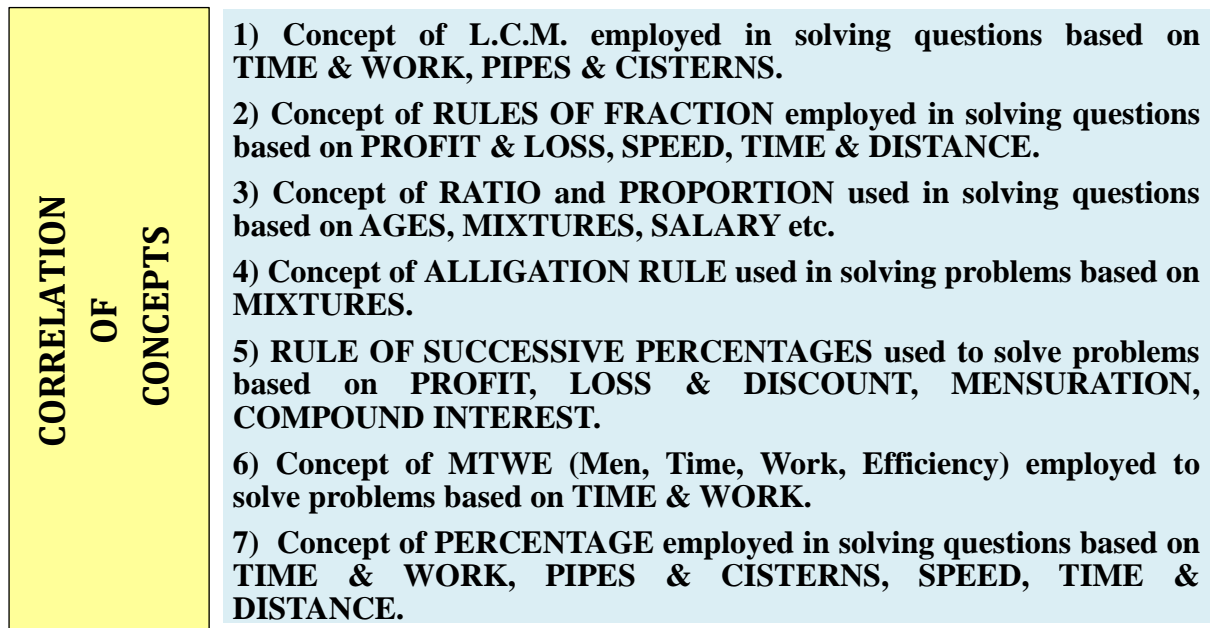 CORRELATION
OF
CONCEPTS
1) Concept of L.C.M. employed in solving questions based on
TIME & WORK, PIPES & CISTERNS.
2) Concept of RULES OF FRACTION employed in solving questions
based on PROFIT & LOSS, SPEED, TIME & DISTANCE.
3) Concept of RATIO and PROPORTION used in solving questions
based on AGES, MIXTURES, SALARY etc.
4) Concept of ALLIGATION RULE used in solving problems based on
MIXTURES.
5) RULE OF SUCCESSIVE PERCENTAGES used to solve problems
based on PROFIT, LOSS & DISCOUNT, MENSURATION,
COMPOUND INTEREST.
6) Concept of MTWE (Men, Time, Work, Efficiency) employed to
solve problems based on TIME & WORK.
7) Concept of PERCENTAGE employed in solving questions based on
TIME & WORK, PIPES & CISTERNS, SPEED, TIME &
DISTANCE.